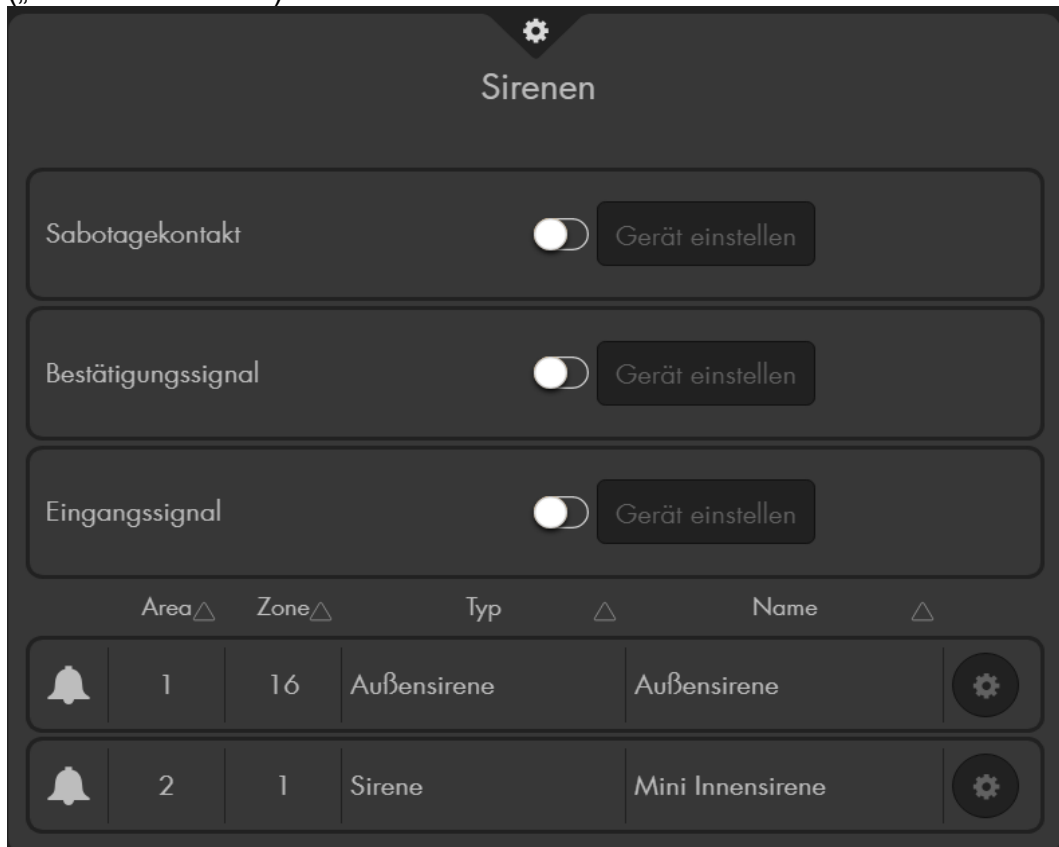 Sirenen
Sabotagekontakt Gerät einstellen
Bestätigungssignal Gerät einstellen
Eingangssignal Gerät einstellen
Area Zone Typ Name
1 16 Außensirene Außensirene
2 1 Sirene Mini Innensirene